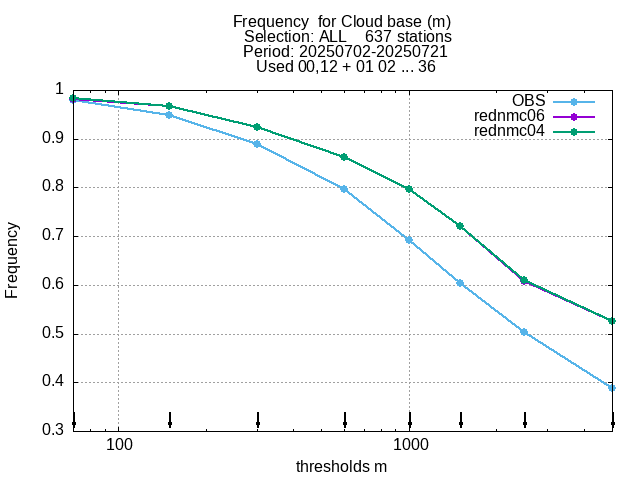 Frequency  for Cloud base (m)
Selection: ALL    637 stations
Period: 20250702-20250721
Used 00,12 + 01 02 ... 36
OBS
rednmc06
rednmc04
1
0.9
0.8
0.7
0.6
0.5
0.4
0.3
Frequency
100
1000
thresholds m